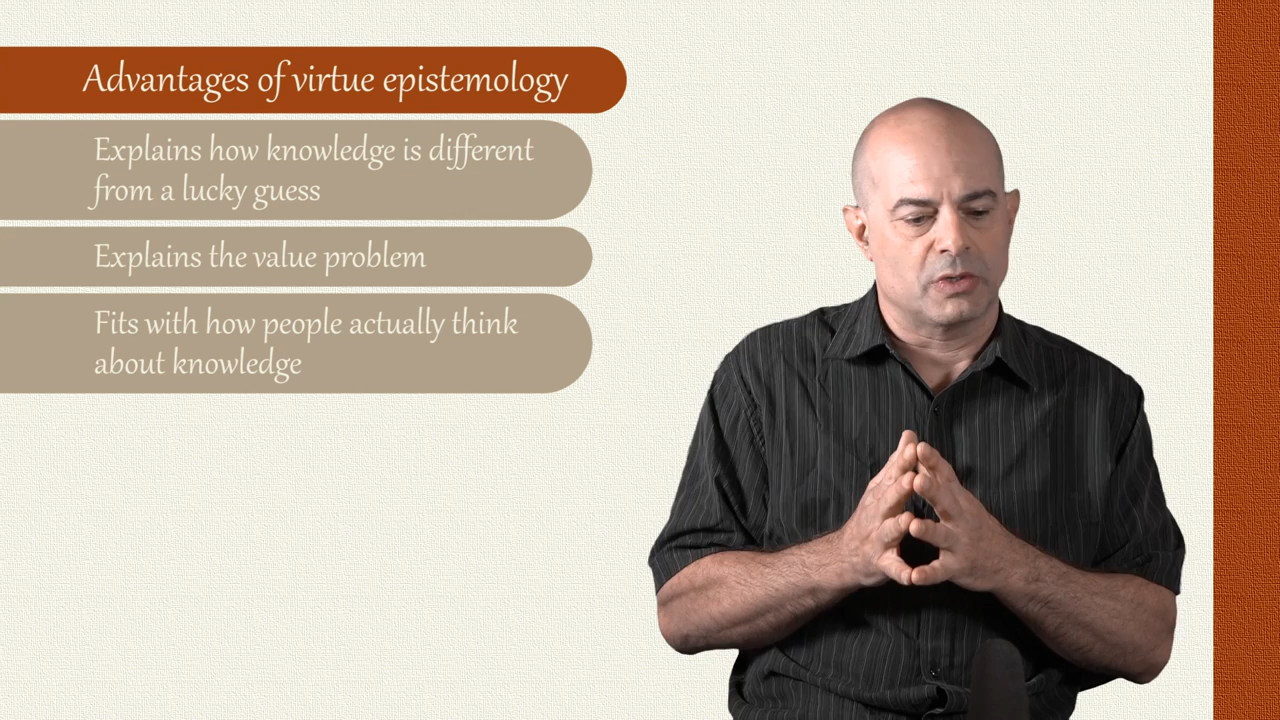 Advantages of virtue epistemology
Explains how knowledge is different
from a lucky guess
Explains the value problem
Fits with how people actually think
about knowledge